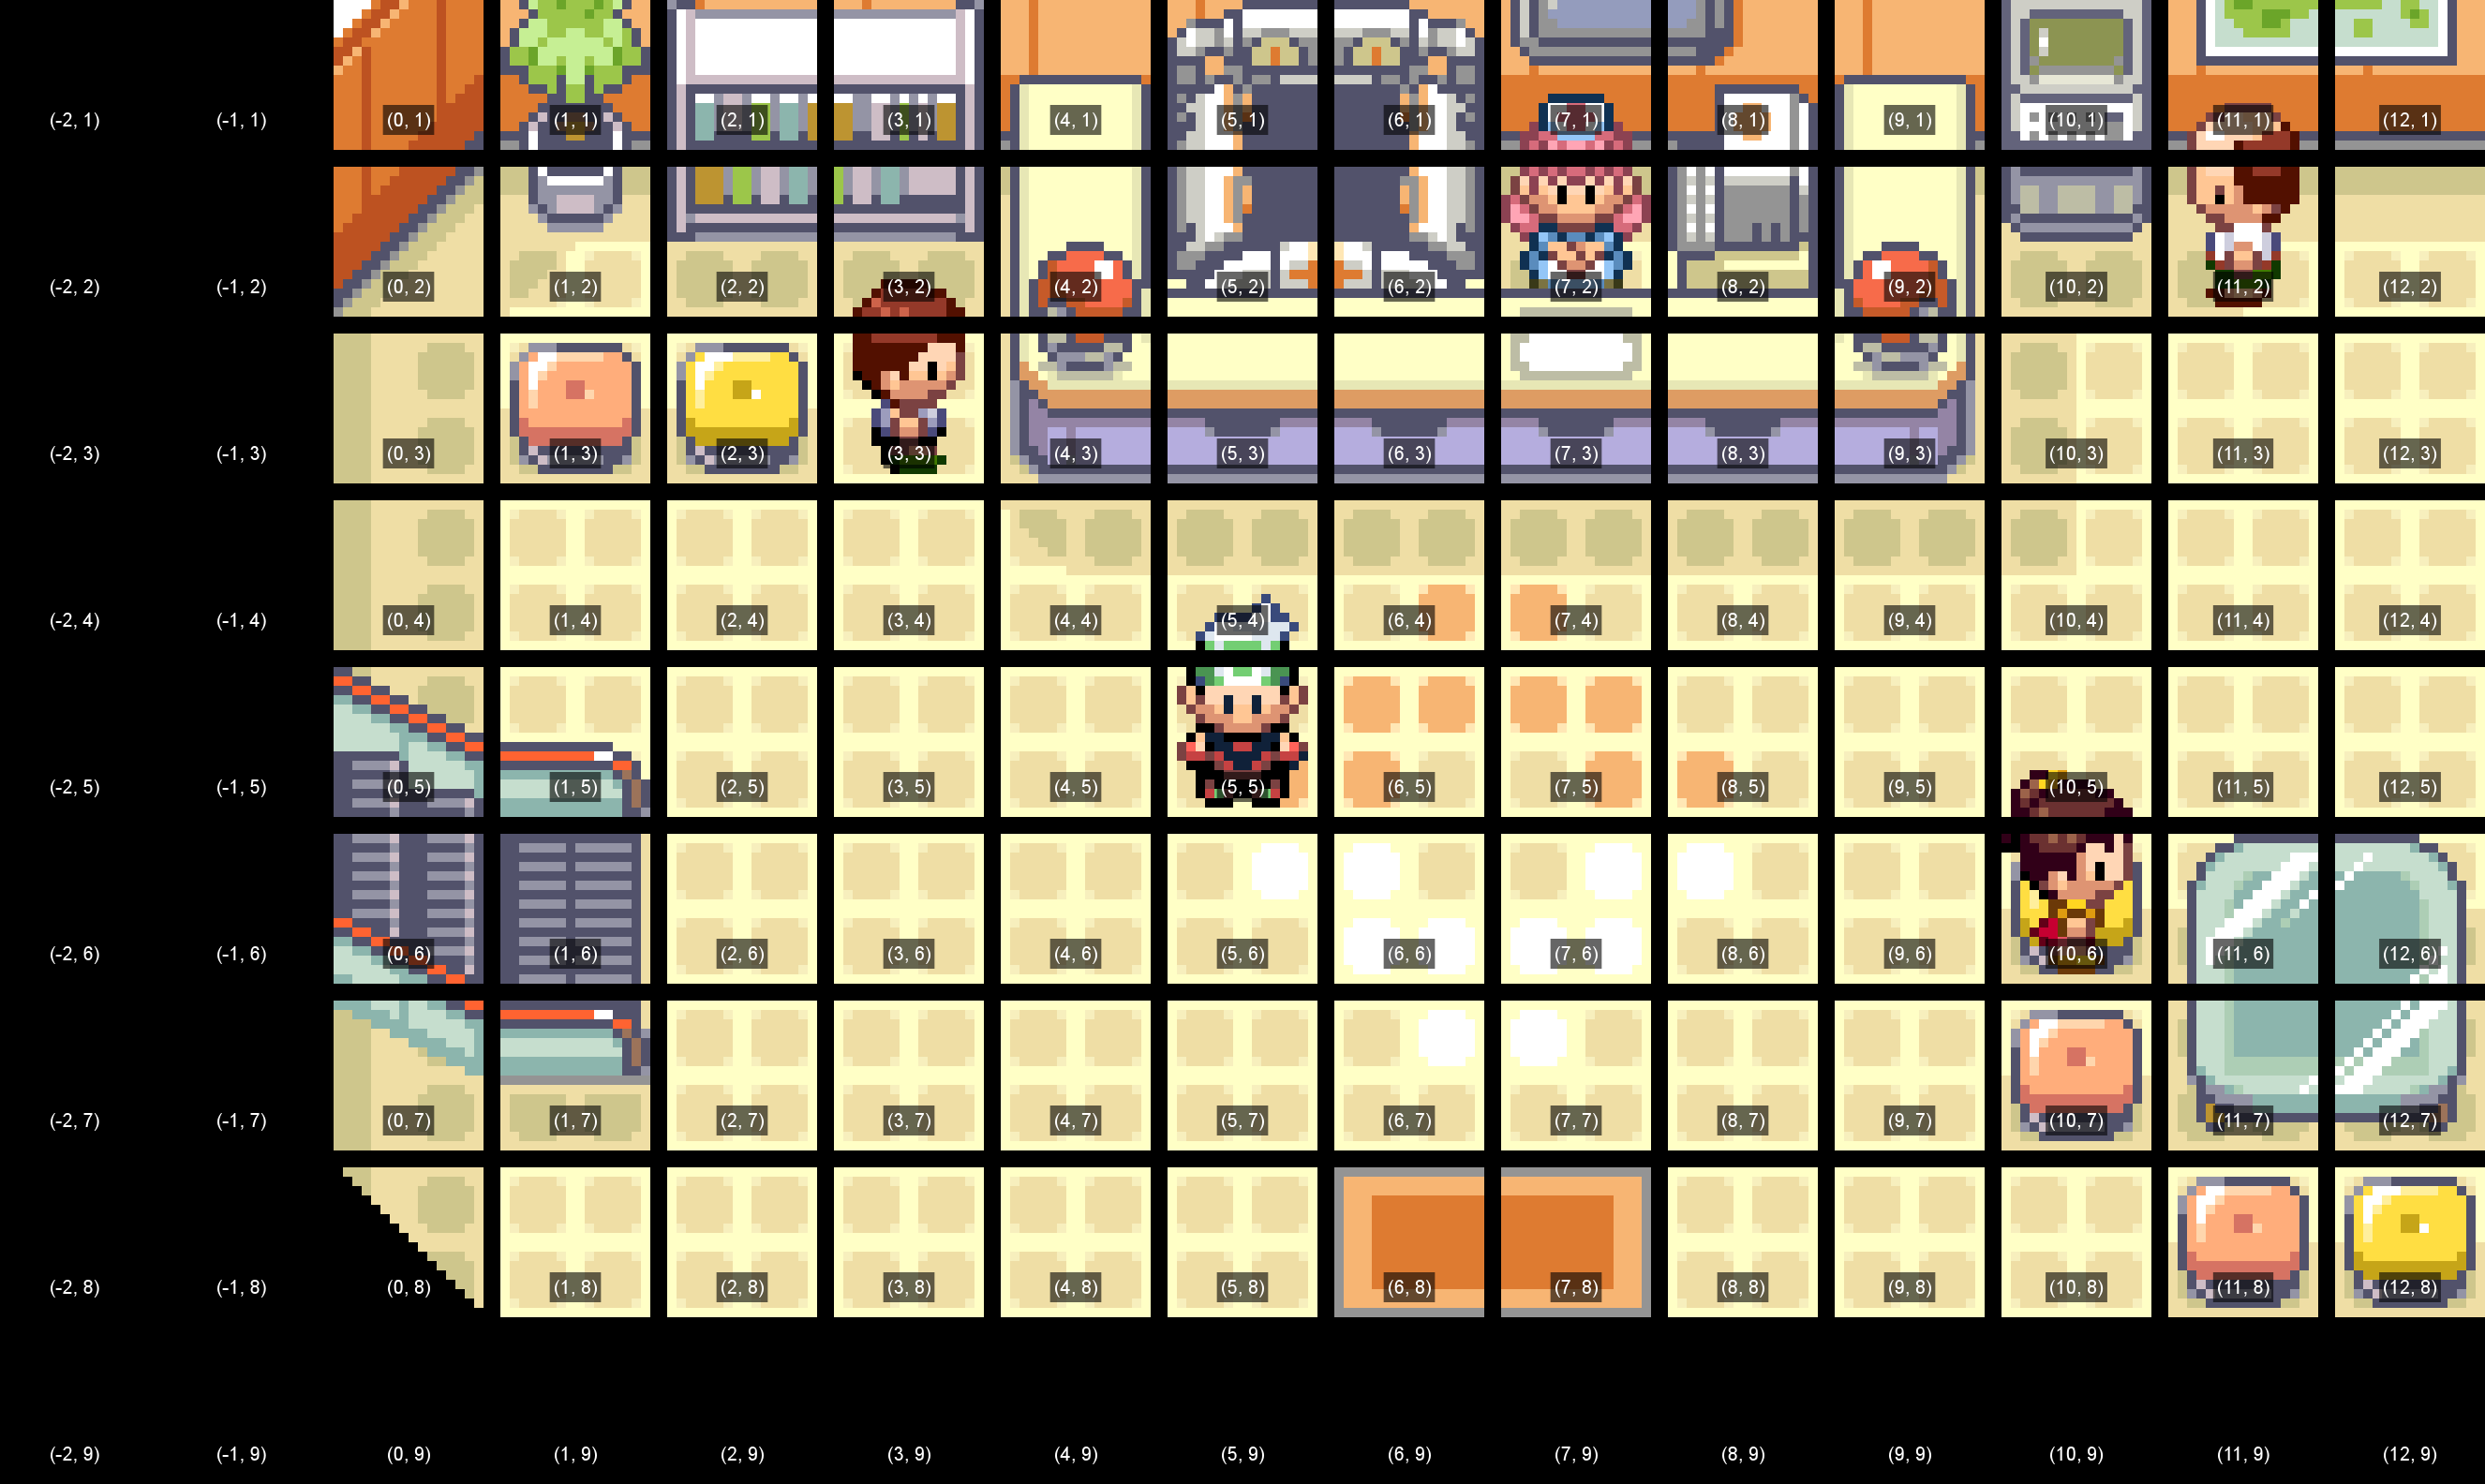 (-2, 1) (-1, 1) (0, 1) (1, 1) (2, 1) (3, 1) (4, 1) (5, 1) (6, 1) (7, 1) (8, 1) (9, 1) (10, 1) (11, 1) (12, 1)
(-2, 2) (-1, 2) (0, 2) (1, 2) (2, 2) (3, 2) (4, 2) (5, 2) (6, 2) (7, 2) (8, 2) (9, 2) (10, 2) (11, 2) (12, 2)
(-2, 3) (-1, 3) (0, 3) (1, 3) (2, 3) (3, 3) (4, 3) (5, 3) (6, 3) (7, 3) (8, 3) (9, 3) (10, 3) (11, 3) (12, 3)
(-2, 4) (-1, 4) (0, 4) (1, 4) (2, 4) (3, 4) (4, 4) (5, 4) (6, 4) (7, 4) (8, 4) (9, 4) (10, 4) (11, 4) (12, 4)
(-2, 5) (-1, 5) (0, 5) (1, 5) (2, 5) (3, 5) (4, 5) (5, 5) (6, 5) (7, 5) (8, 5) (9, 5) (10, 5) (11, 5) (12, 5)
(-2, 6) (-1, 6) (0, 6) (1, 6) (2, 6) (3, 6) (4, 6) (5, 6) (6, 6) (7, 6) (8, 6) (9, 6) (10, 6) (11, 6) (12, 6)
(-2, 7) (-1, 7) (0, 7) (1, 7) (2, 7) (3, 7) (4, 7) (5, 7) (6, 7) (7, 7) (8, 7) (9, 7) (10, 7) (11, 7) (12, 7)
(-2, 8) (-1, 8) (0, 8) (1, 8) (2, 8) (3, 8) (4, 8) (5, 8) (6, 8) (7, 8) (8, 8) (9, 8) (10, 8) (11, 8) (12, 8)
(-2, 9) (-1, 9) (0, 9) (1, 9) (2, 9) (3, 9) (4, 9) (5, 9) (6, 9) (7, 9) (8, 9) (9, 9) (10, 9) (11, 9) (12, 9)